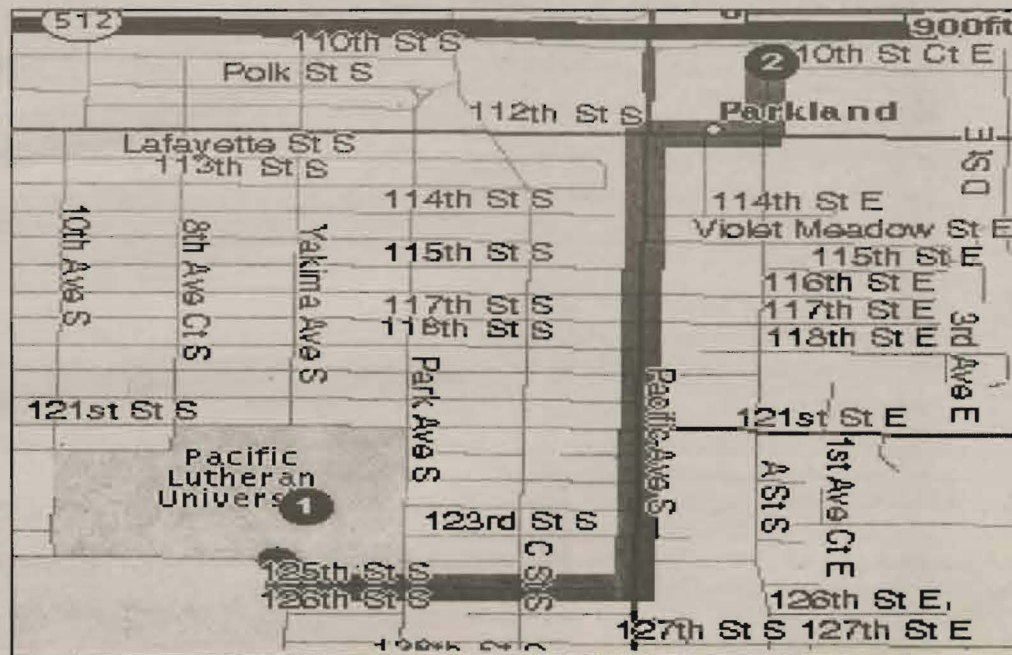 512
900ft
110th St S
2
10th St Ct E
Polk St S
112th St S
Parkland
Lafayette St S
113th St S
D St E
114th St S
114th St E
10th Ave S
8th Ave Ct S
Yakima Ave S
Violet Meadow St E
115th St S
115th St E
116th St E
117th St S
117th St E
118th St S
118th St E
3rd Ave E
Park Ave S
Pacific Ave S
121st St S
121st St E
Pacific
Lutheran
Univers
1
A St S
1st Ave Ct E
123rd St S
C St S
125th St S
126th St S
126th St E
127th St S
127th St E